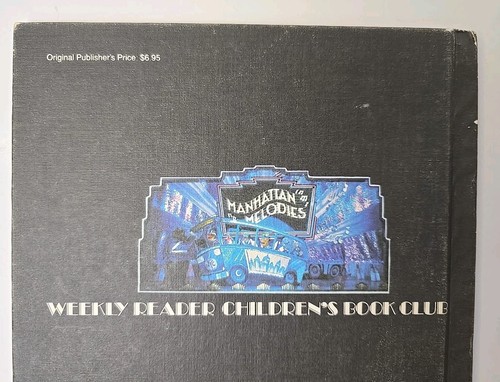 Original Publisher's Price $6.95
MANHATTAN
MELODIES
WEEKLY READER CHILDREN'S BOOK CLUB